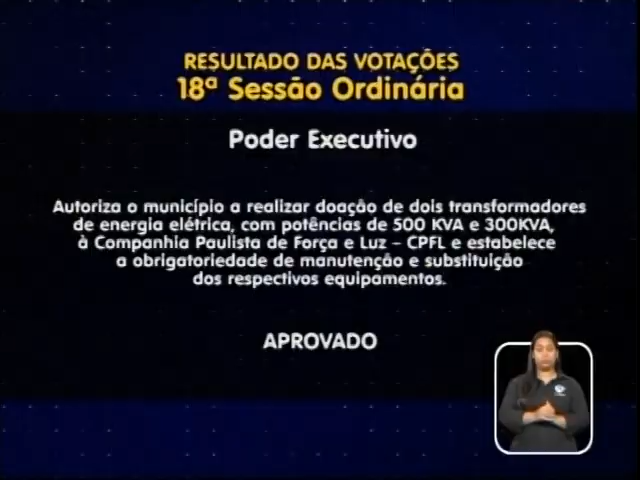 RESULTADO DAS VOTAÇÕES
18ª Sessão Ordinária
Poder Executivo
Autoriza o município a realizar doação de dois transformadores
de energia elétrica, com potências de 500 KVA e 300KVA,
à Companhia Paulista de Força e Luz – CPFL e estabelece
a obrigatoriedade de manutenção e substituição
dos respectivos equipamentos.
APROVADO